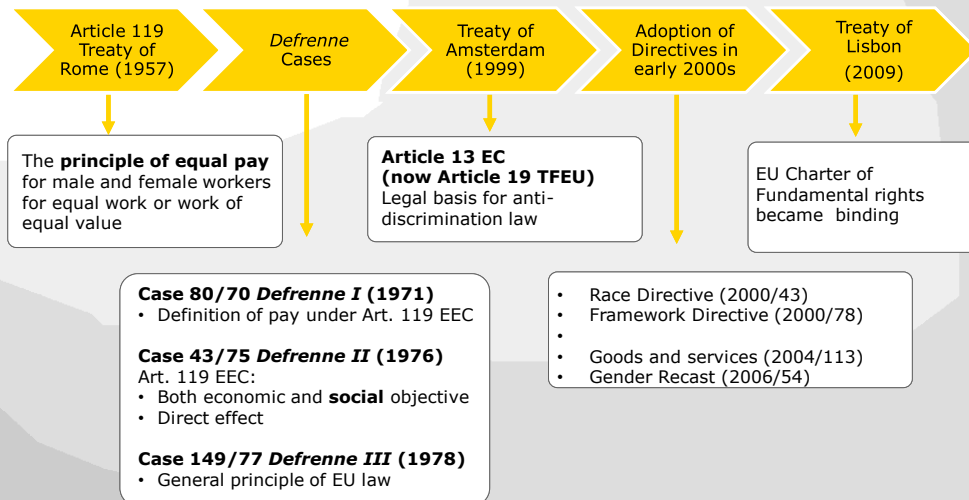 Article 119
Treaty of
Rome (1957)
Defrenne
Cases
Treaty of
Amsterdam
(1999)
Adoption of
Directives in
early 2000s
Treaty of
Lisbon
(2009)
The principle of equal pay
for male and female workers
for equal work or work of
equal value
Article 13 EC
(now Article 19 TFEU)
Legal basis for anti-
discrimination law
EU Charter of
Fundamental rights
became binding
Case 80/70 Defrenne I (1971)
• Definition of pay under Art. 119 EEC
Case 43/75 Defrenne II (1976)
Art. 119 EEC:
• Both economic and social objective
• Direct effect
Case 149/77 Defrenne III (1978)
• General principle of EU law
• Race Directive (2000/43)
• Framework Directive (2000/78)
•
• Goods and services (2004/113)
• Gender Recast (2006/54)